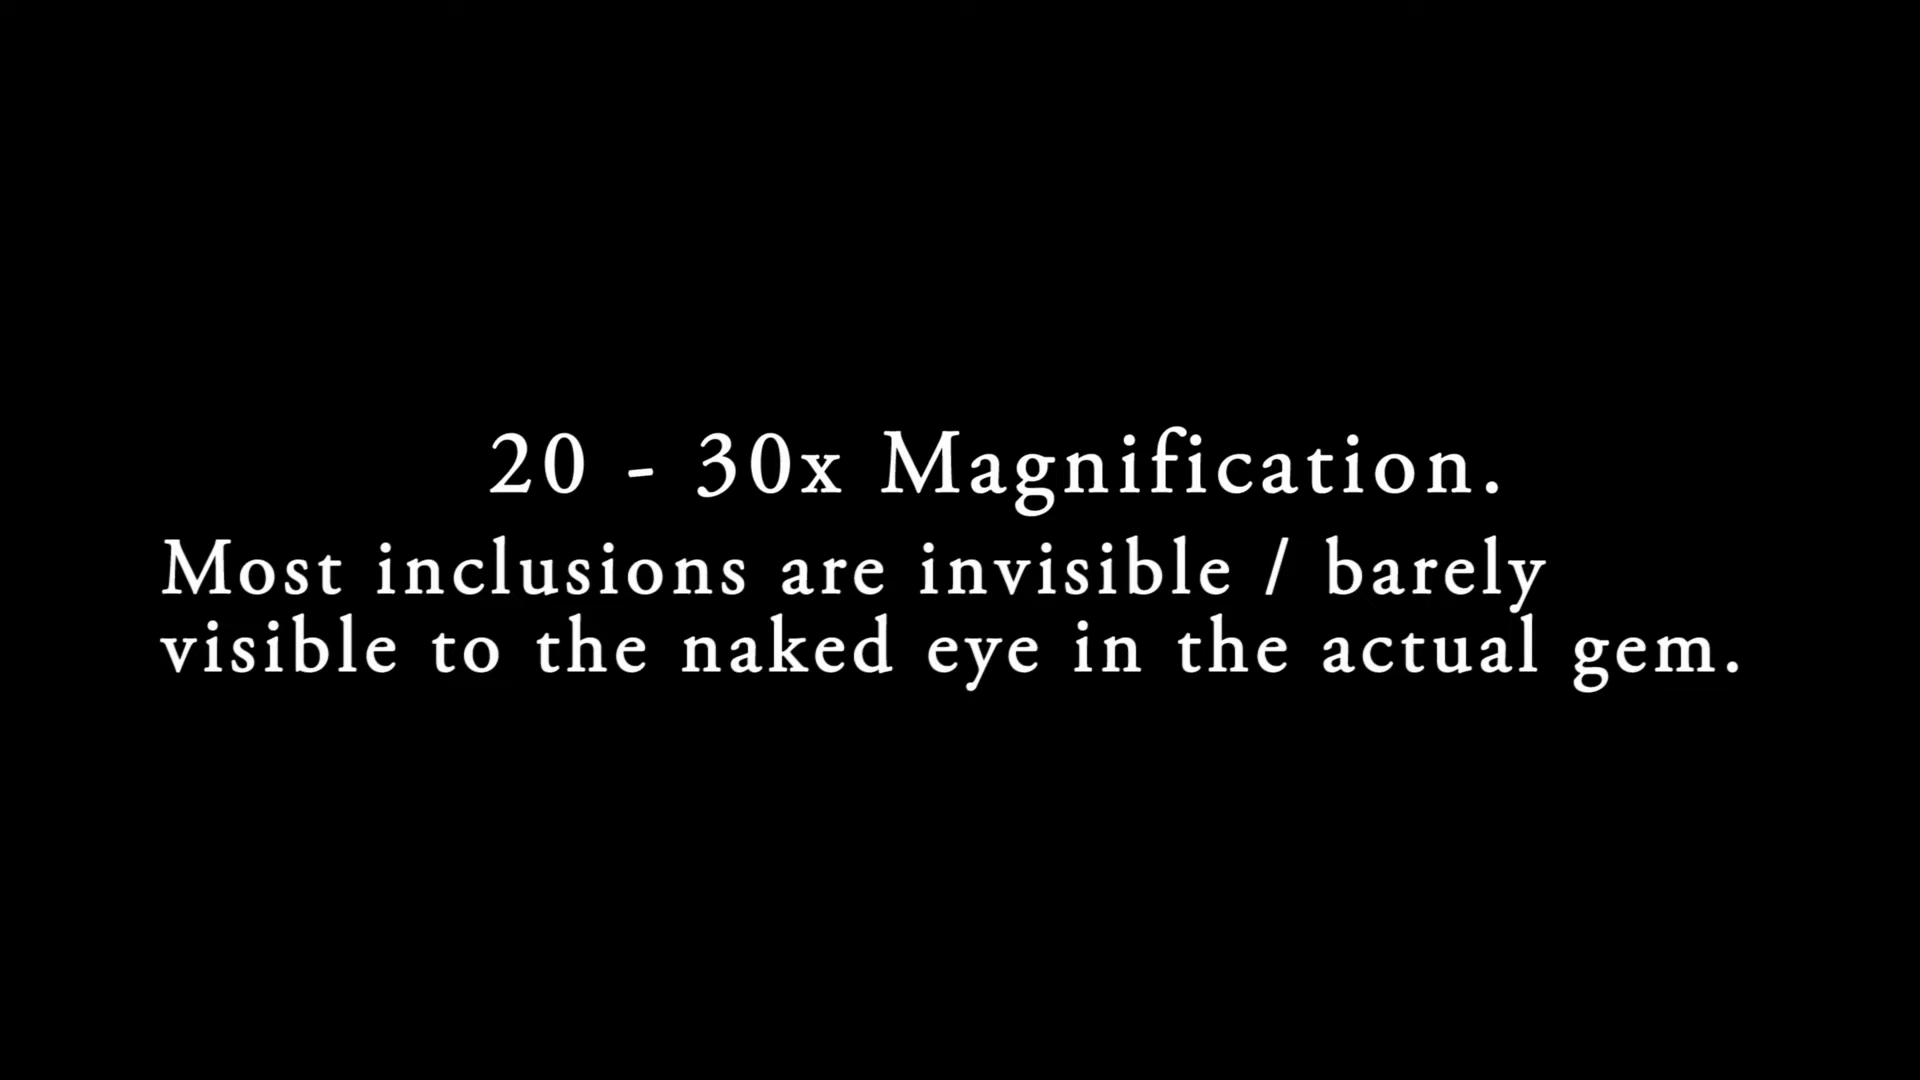 20 - 30x Magnification.
Most inclusions are invisible / barely
visible to the naked eye in the actual gem.